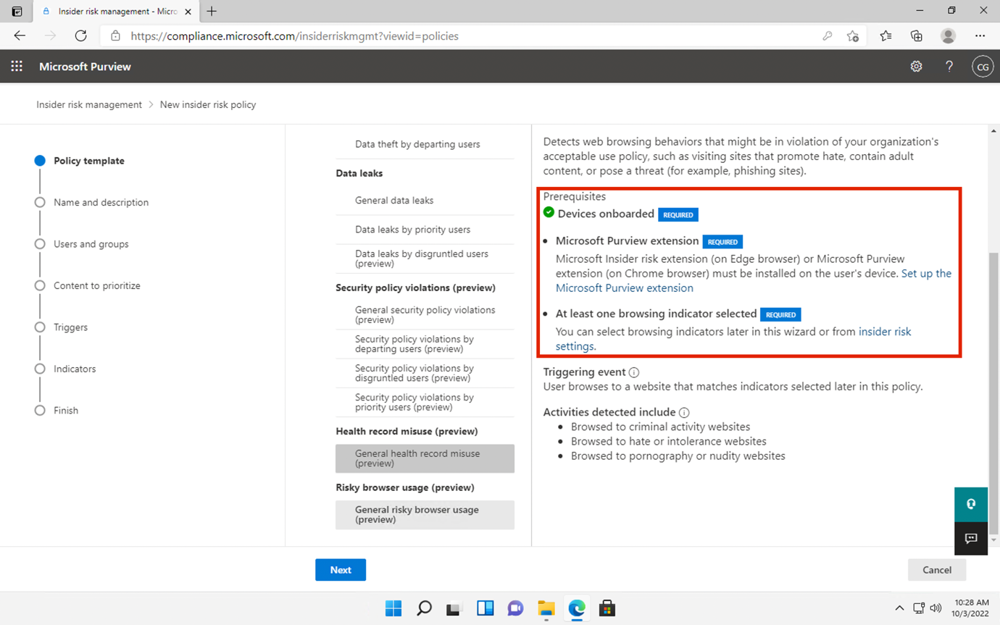 Insider risk management - Micro
https://compliance.microsoft.com/insiderriskmgmt?viewid=policies
Microsoft Purview
?
CG
Insider risk management > New insider risk policy
Policy template
Name and description
Users and groups
Content to prioritize
Triggers
Indicators
Finish
Data theft by departing users
Data leaks
General data leaks
Data leaks by priority users
Data leaks by disgruntled users
(preview)
Security policy violations (preview)
General security policy violations
(preview)
Security policy violations by
departing users (preview)
Security policy violations by
disgruntled users (preview)
Security policy violations by
priority users (preview)
Health record misuse (preview)
General health record misuse
(preview)
Risky browser usage (preview)
General risky browser usage
(preview)
Detects web browsing behaviors that might be in violation of your organization's
acceptable use policy, such as visiting sites that promote hate, contain adult
content, or pose a threat (for example, phishing sites).
Prerequisites
Devices onboarded REQUIRED
• Microsoft Purview extension REQUIRED
Microsoft Insider risk extension (on Edge browser) or Microsoft Purview
extension (on Chrome browser) must be installed on the user's device. Set up the
Microsoft Purview extension
• At least one browsing indicator selected REQUIRED
You can select browsing indicators later in this wizard or from insider risk
settings.
Triggering event
User browses to a website that matches indicators selected later in this policy.
Activities detected include
• Browsed to criminal activity websites
• Browsed to hate or intolerance websites
• Browsed to pornography or nudity websites
Next
Cancel
10:28 AM
10/3/2022